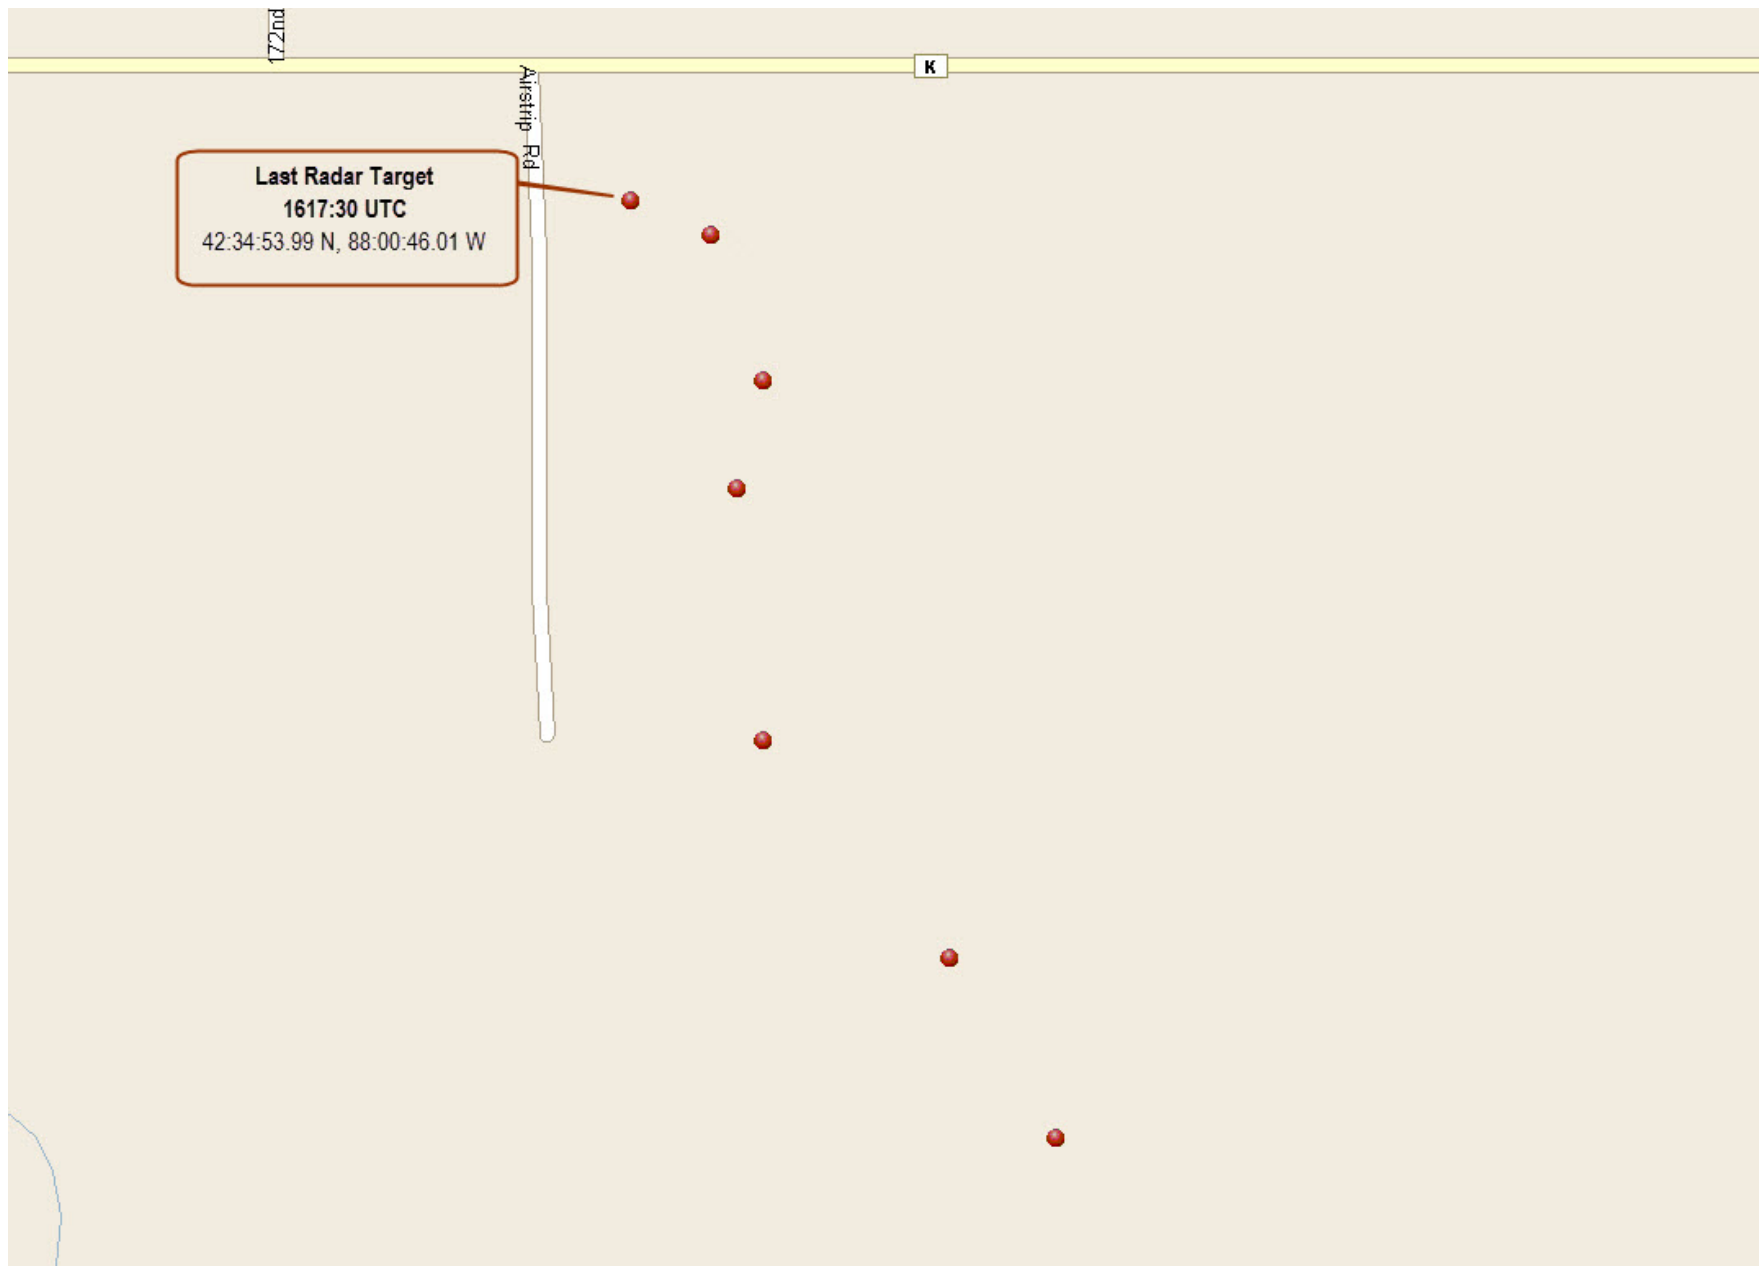 172nd
K
Airstrip Rd
Last Radar Target
1617:30 UTC
42:34:53.99 N, 88:00:46.01 W